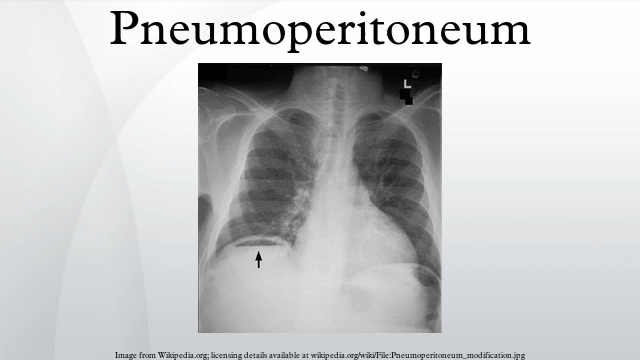 Pneumoperitoneum
L
Image from Wikipedia.org; licensing details available at wikipedia.org/wiki/File:Pneumoperitoneum_modification.jpg